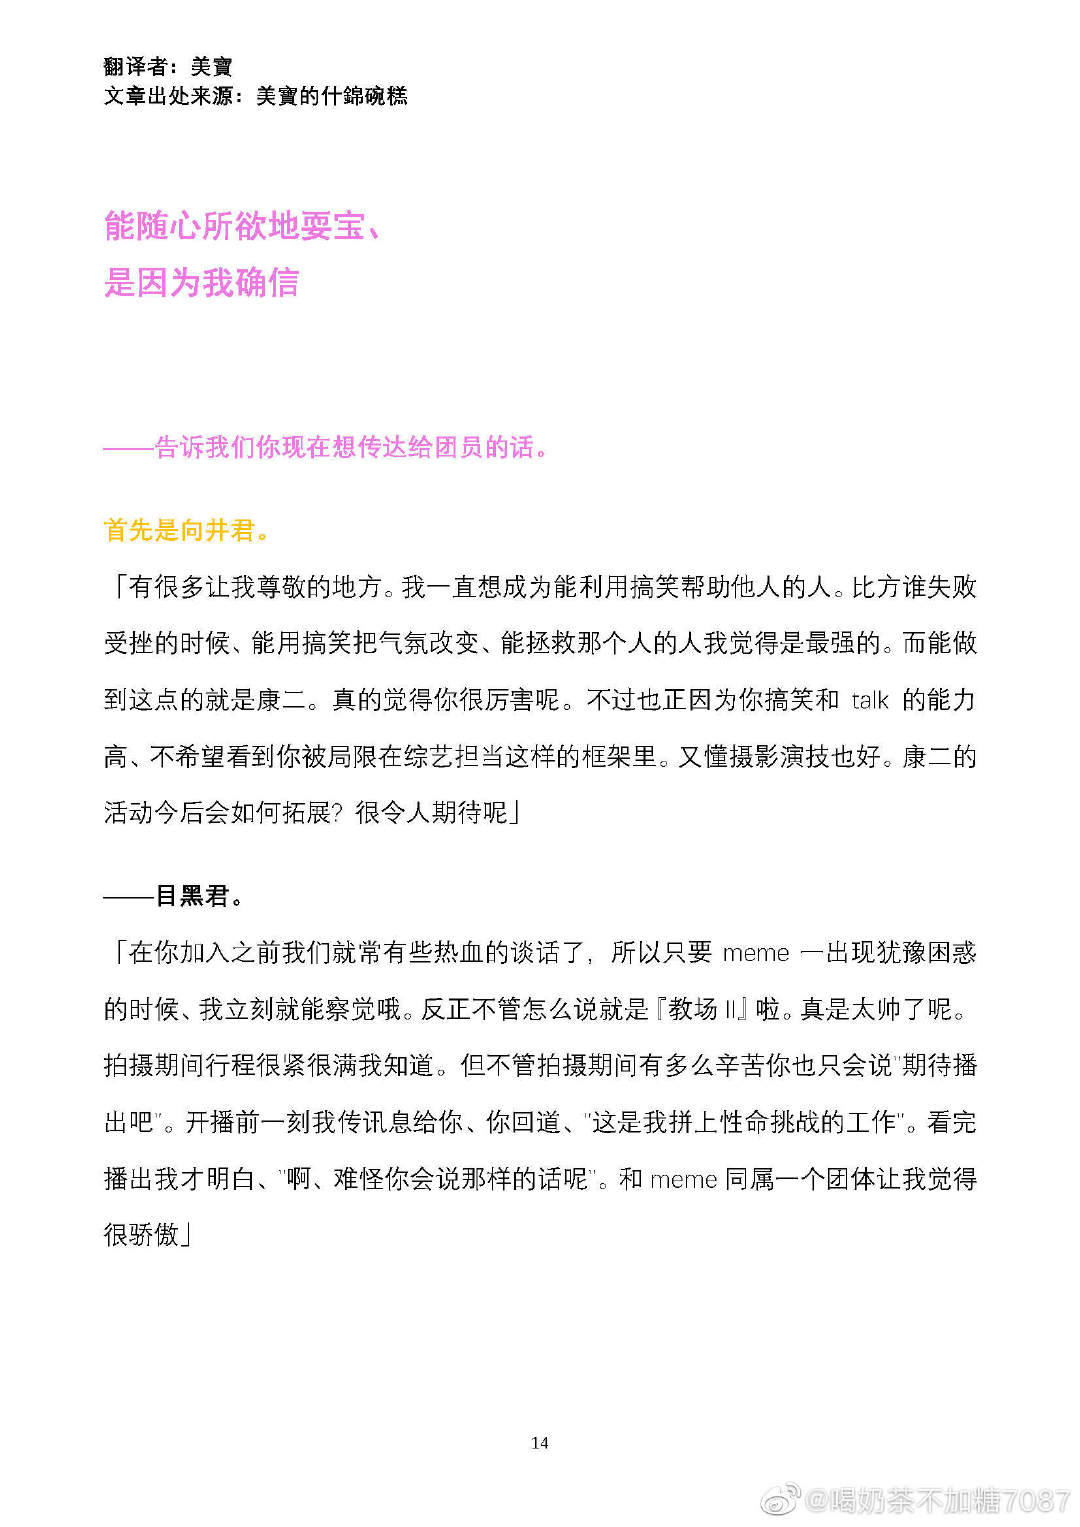 翻译者：美寳
文章出处来源：美寳的什錦碗糕
能随心所欲地耍宝、
是因为我确信
——告诉我们你现在想传达给团员的话。
首先是向井君。
「有很多让我尊敬的地方。我一直想成为能利用搞笑帮助他人的人。比方谁失败
受挫的时候、能用搞笑把气氛改变、能拯救那个人的人我觉得是最强的。而能做
到这点的就是康二。真的觉得你很厉害呢。不过也正因为你搞笑和 talk 的能力
高、不希望看到你被局限在综艺担当这样的框架里。又懂摄影演技也好。康二的
活动今后会如何拓展？很令人期待呢」
——目黑君。
「在你加入之前我们就常有些热血的谈话了，所以只要 meme 一出现犹豫困惑
的时候、我立刻就能察觉哦。反正不管怎么说就是『教场 II』啦。真是太帅了呢。
拍摄期间行程很紧很满我知道。但不管拍摄期间有多么辛苦你也只会说"期待播
出吧"。开播前一刻我传讯息给你、你回道、"这是我拼上性命挑战的工作"。看完
播出我才明白、"啊、难怪你会说那样的话呢"。和 meme 同属一个团体让我觉得
很骄傲」
14
@喝奶茶不加糖7087